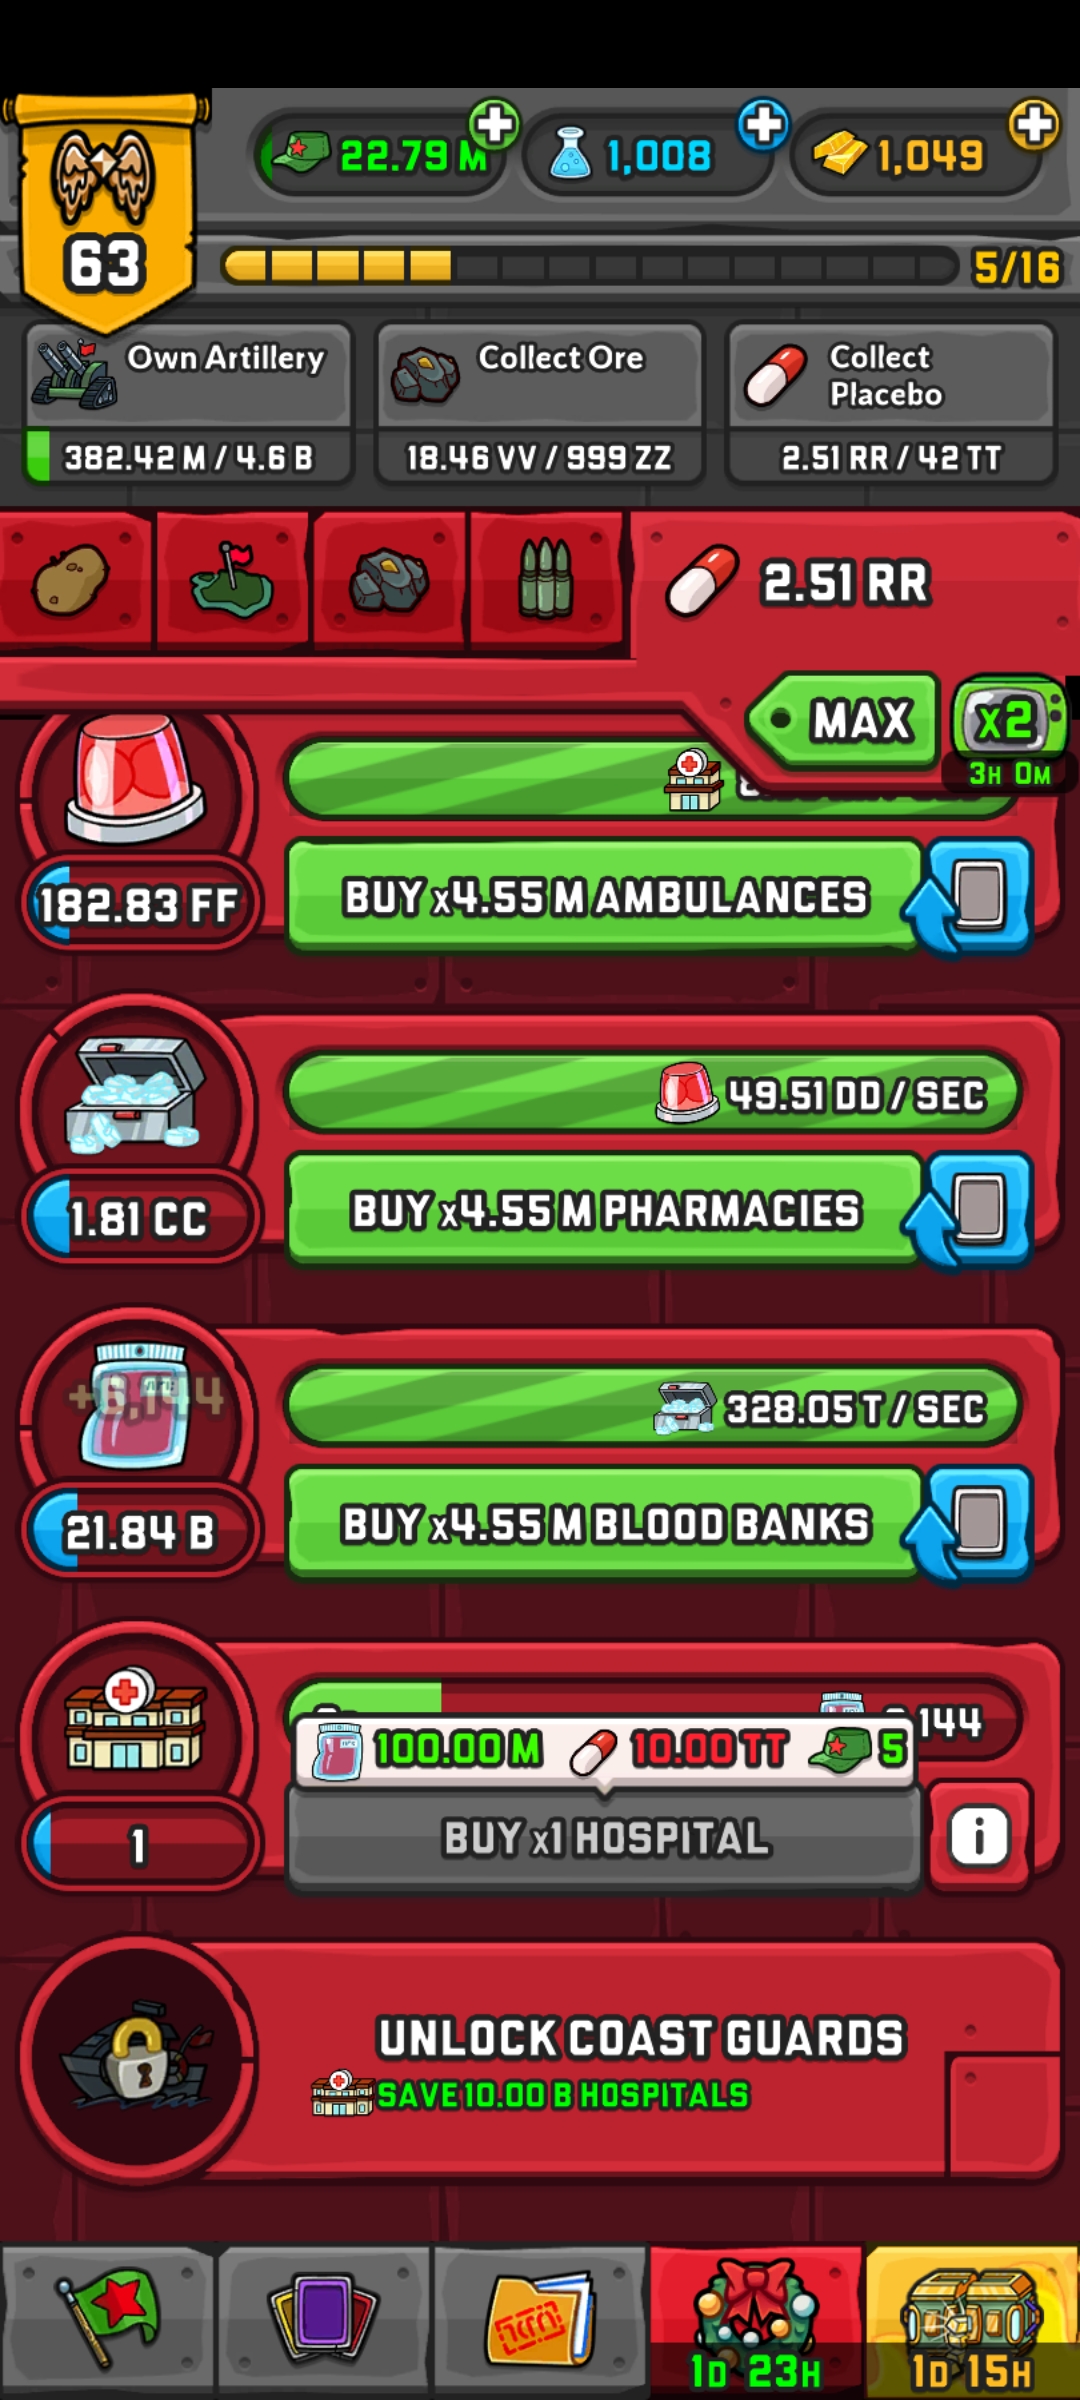 22.79 M
1,008
1,049
63
5/16
Own Artillery
382.42 M / 4.6 B
Collect Ore
18.46 VV / 999 ZZ
Collect
Placebo
2.51 RR / 42 TT
2.51 RR
MAX
x2
3H 0M
182.83 FF
BUY x4.55 M AMBULANCES
49.51 DD / SEC
1.81 CC
BUY x4.55 M PHARMACIES
+6,144
328.05 T / SEC
21.84 B
BUY x4.55 M BLOOD BANKS
144
100.00 M
10.00 TT
5
1
BUY x1 HOSPITAL
i
UNLOCK COAST GUARDS
SAVE 10.00 B HOSPITALS
1D 23H
1D 15H